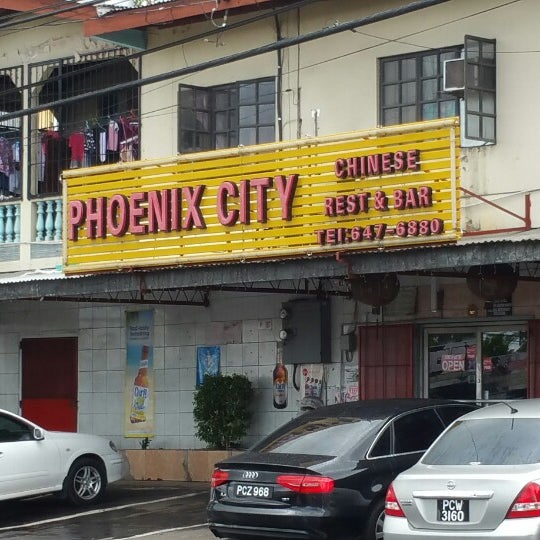 PHOENIX CITY
CHINESE
REST & BAR
TEl:647-6880
OPEN
PCZ 968
PCW
3160